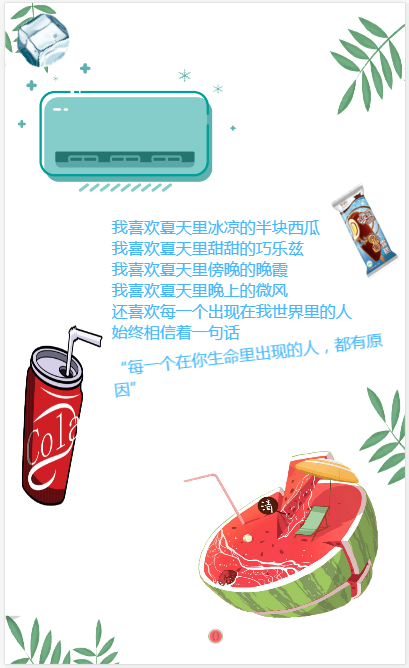 我喜欢夏天里冰凉的半块西瓜
我喜欢夏天里甜甜的巧乐兹
我喜欢夏天里傍晚的晚霞
我喜欢夏天里晚上的微风
还喜欢每一个出现在我世界里的人
始终相信着一句话
“每一个在你生命里出现的人，都有原
因”
Cola
清